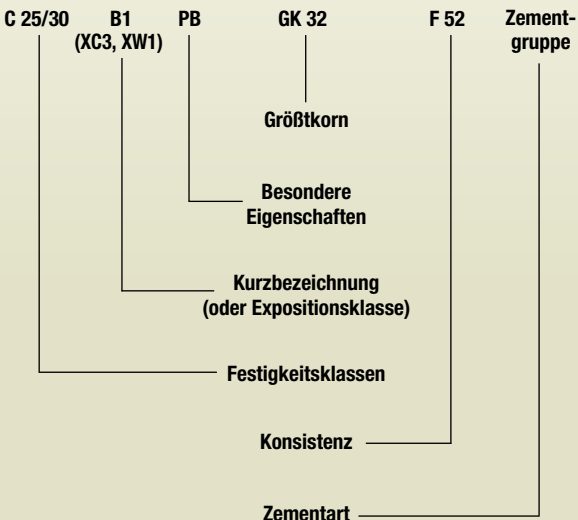 C 25/30 B1 PB GK 32 F 52 Zement-
(XC3, XW1) gruppe
Größtkorn
Besondere
Eigenschaften
Kurzbezeichnung
(oder Expositionsklasse)
Festigkeitsklassen
Konsistenz
Zementart